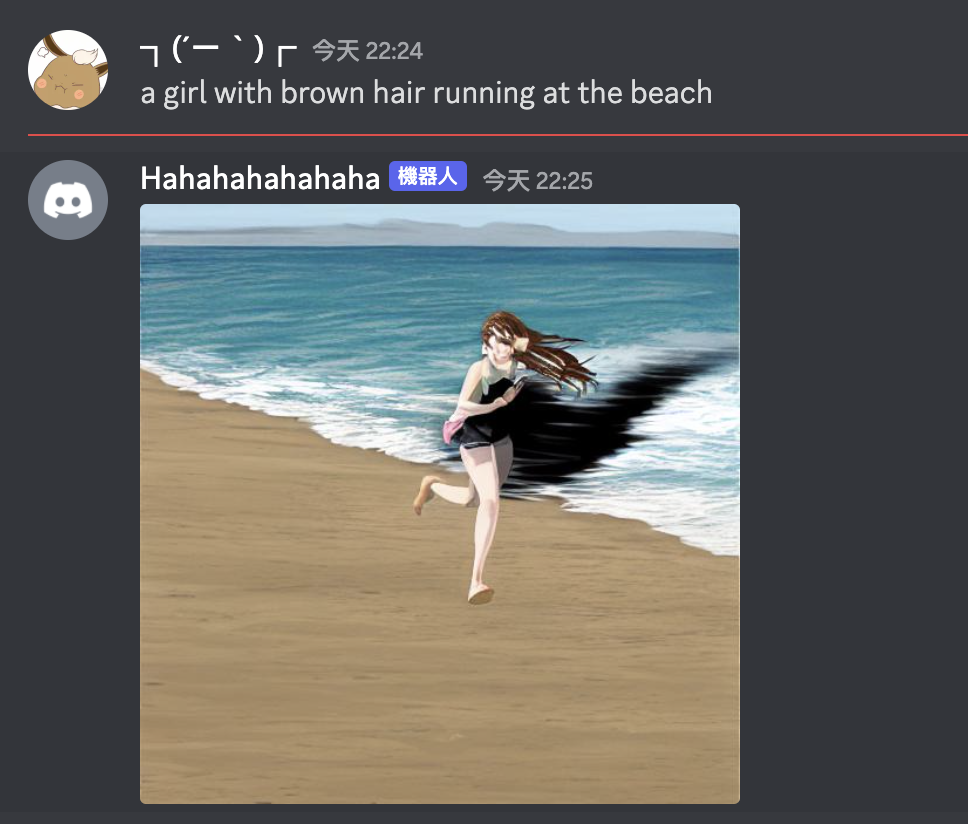 ┐(´ー｀)┌ 今天 22:24
a girl with brown hair running at the beach
Hahahahahahaha 機器人 今天 22:25